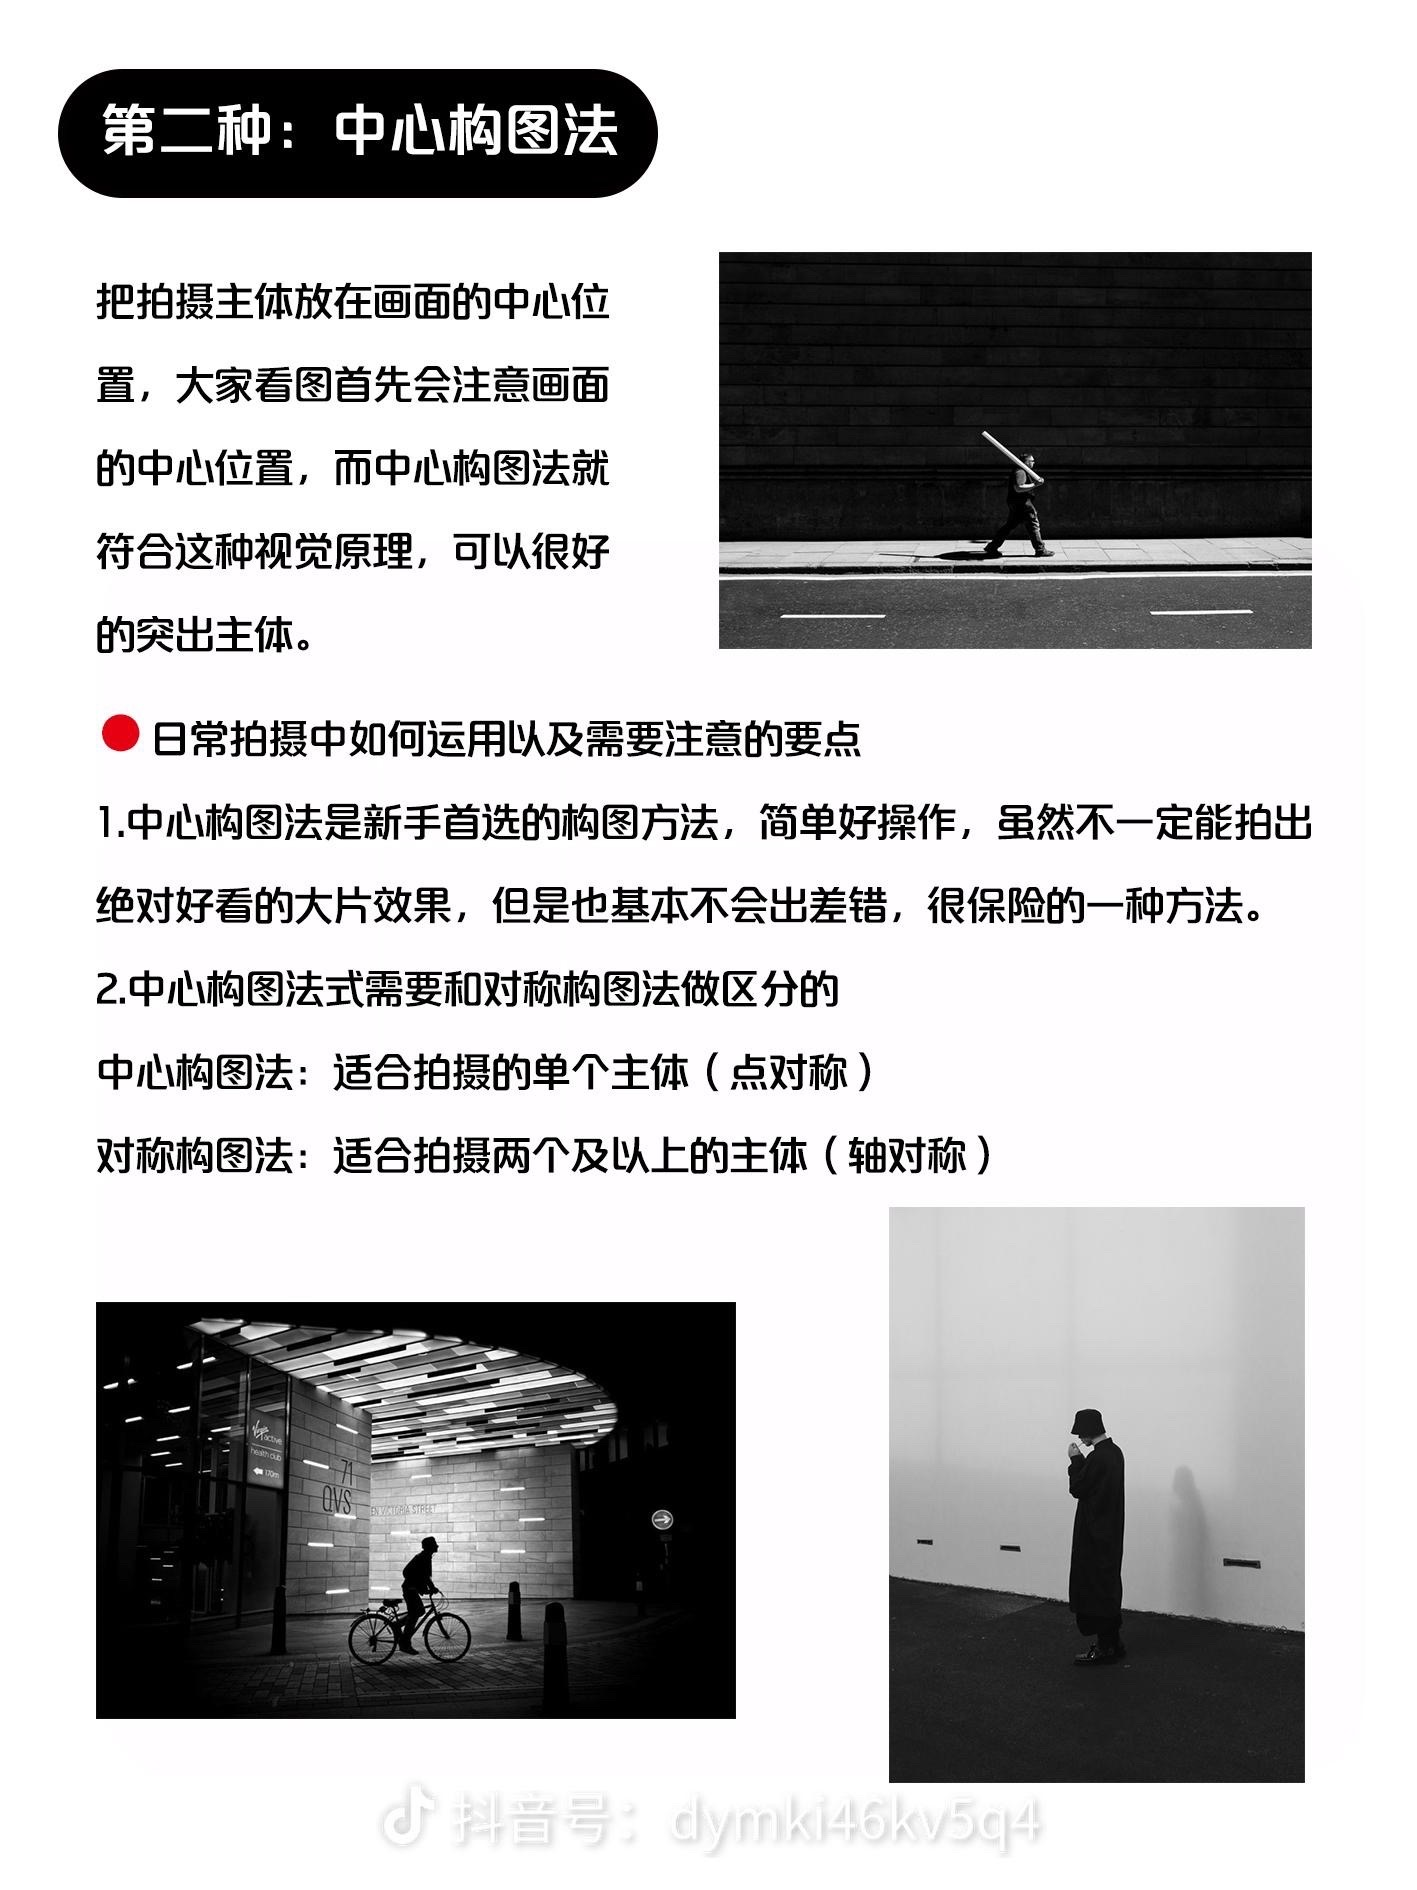 第二种：中心构图法
把拍摄主体放在画面的中心位
置，大家看图首先会注意画面
的中心位置，而中心构图法就
符合这种视觉原理，可以很好
的突出主体。
日常拍摄中如何运用以及需要注意的要点
1.中心构图法是新手首选的构图方法，简单好操作，虽然不一定能拍出
绝对好看的大片效果，但是也基本不会出差错，很保险的一种方法。
2.中心构图法式需要和对称构图法做区分的
中心构图法：适合拍摄的单个主体（点对称）
对称构图法：适合拍摄两个及以上的主体（轴对称）
Virgin active
health club
170m
71
QVS
EN VICTORIA STREET
抖音号：dymki46kv5q4